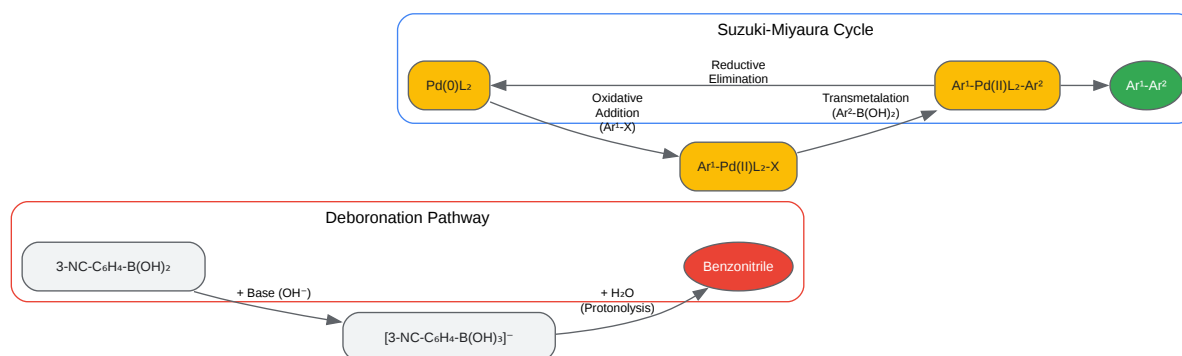 Suzuki-Miyaura Cycle
Reductive
Elimination
Pd(0)L₂
Ar¹-Pd(II)L₂-Ar²
Ar¹-Ar²
Oxidative
Addition
(Ar¹-X)
Transmetalation
(Ar²-B(OH)₂)
Ar¹-Pd(II)L₂-X
Deboronation Pathway
3-NC-C₆H₄-B(OH)₂
Benzonitrile
+ Base (OH⁻)
+ H₂O
(Protonolysis)
[3-NC-C₆H₄-B(OH)₃]⁻